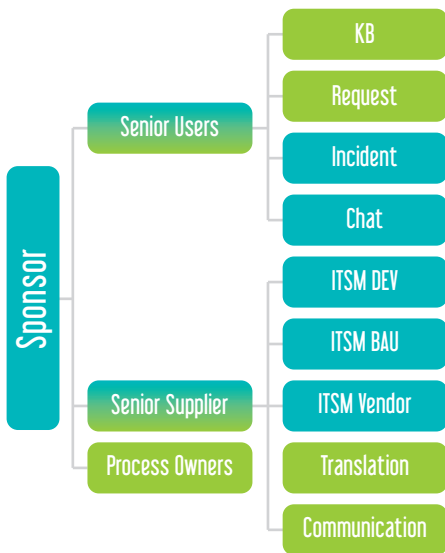 Sponsor
Senior Users
KB
Request
Incident
Chat
Senior Supplier
ITSM DEV
ITSM BAU
ITSM Vendor
Translation
Communication
Process Owners